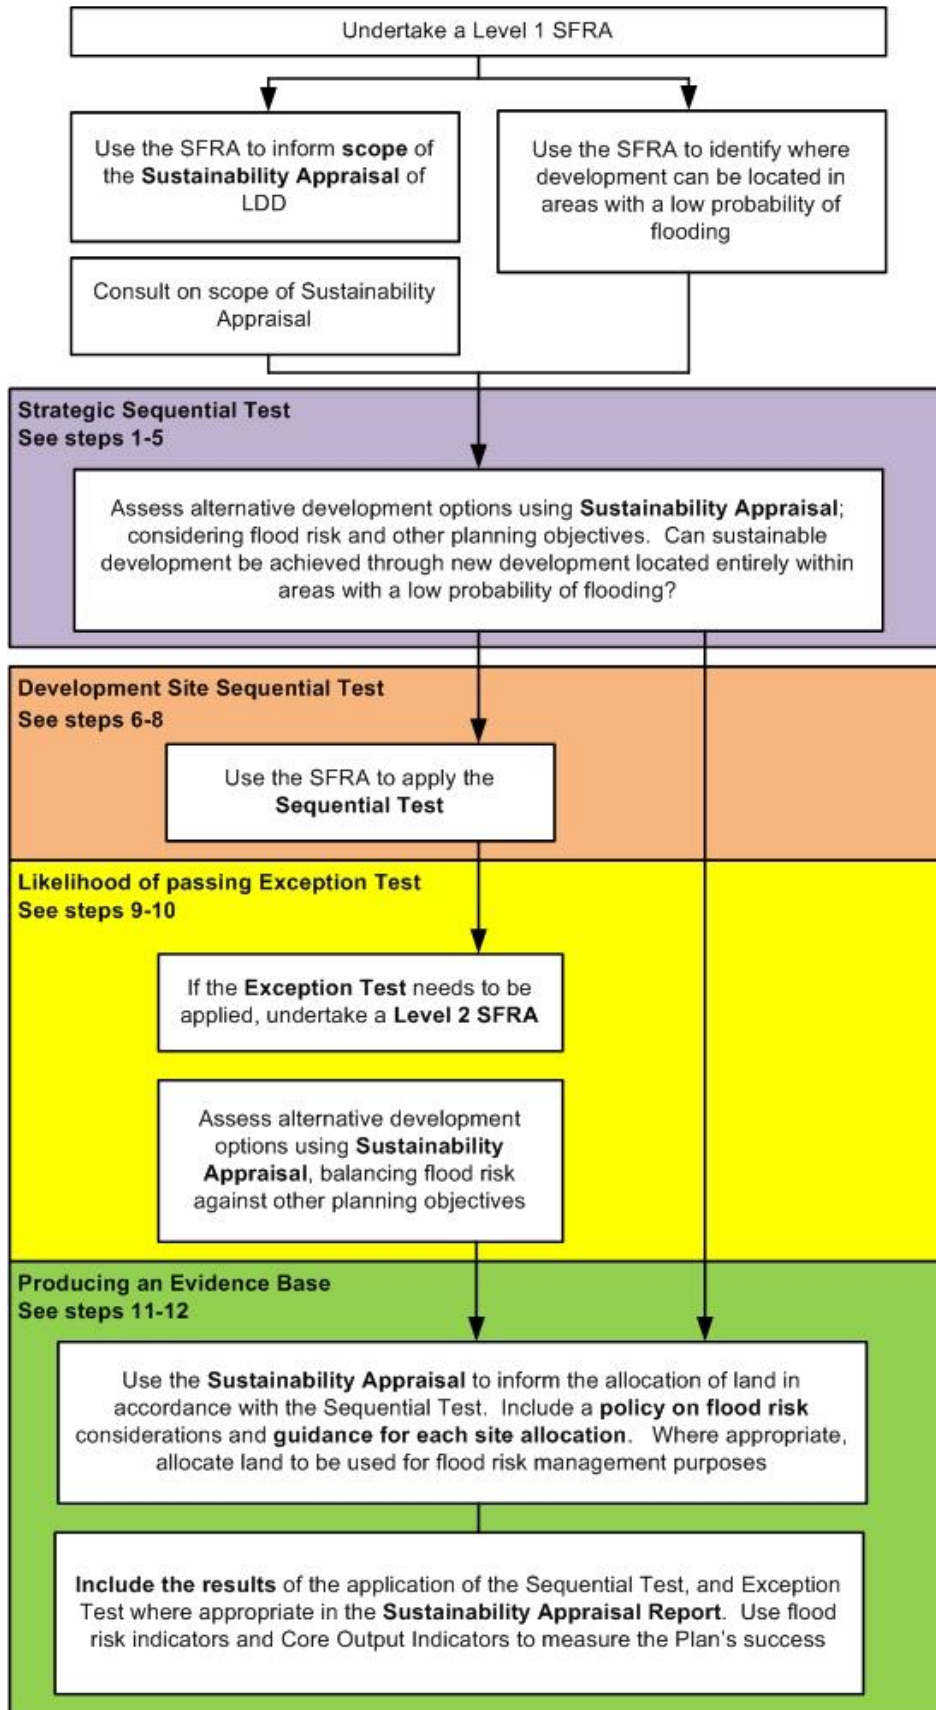 Undertake a Level 1 SFRA
Use the SFRA to inform scope of
the Sustainability Appraisal of
LDD
Use the SFRA to identify where
development can be located in
areas with a low probability of
flooding
Consult on scope of Sustainability
Appraisal
Strategic Sequential Test
See steps 1-5
Assess alternative development options using Sustainability Appraisal;
considering flood risk and other planning objectives.  Can sustainable
development be achieved through new development located entirely within
areas with a low probability of flooding?
Development Site Sequential Test
See steps 6-8
Use the SFRA to apply the
Sequential Test
Likelihood of passing Exception Test
See steps 9-10
If the Exception Test needs to be
applied, undertake a Level 2 SFRA
Assess alternative development
options using Sustainability
Appraisal, balancing flood risk
against other planning objectives
Producing an Evidence Base
See steps 11-12
Use the Sustainability Appraisal to inform the allocation of land in
accordance with the Sequential Test.  Include a policy on flood risk
considerations and guidance for each site allocation.   Where appropriate,
allocate land to be used for flood risk management purposes
Include the results of the application of the Sequential Test, and Exception
Test where appropriate in the Sustainability Appraisal Report.  Use flood
risk indicators and Core Output Indicators to measure the Plan's success